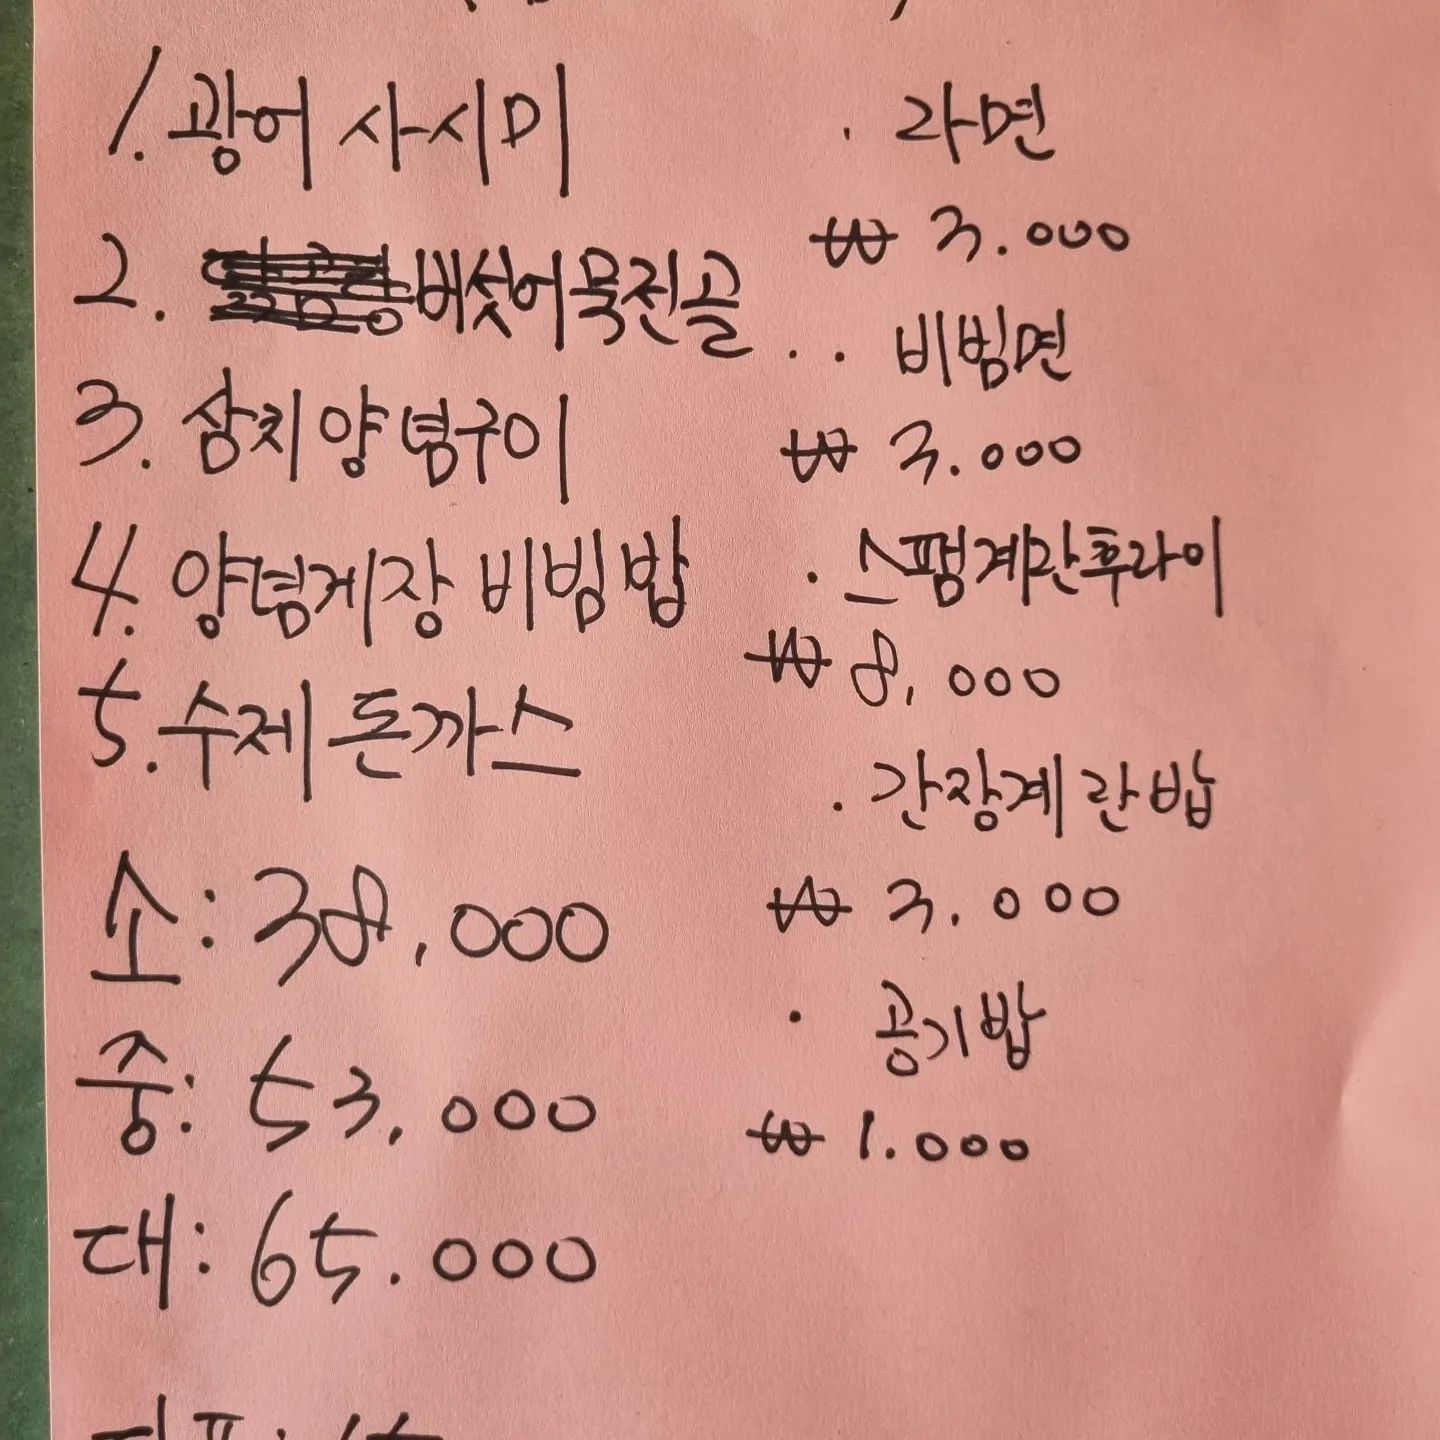 1. 광어 사시미
2. 버섯어묵전골
3. 삼치양념구이
4. 양념게장 비빔밥
5. 수제 돈까스
소: 38,000
중: 53,000
대: 65.000
· 라면
₩ 3.000
·· 비빔면
₩ 3.000
· 스팸계란후라이
₩ 8,000
· 간장계란밥
₩ 3.000
· 공기밥
₩ 1.000